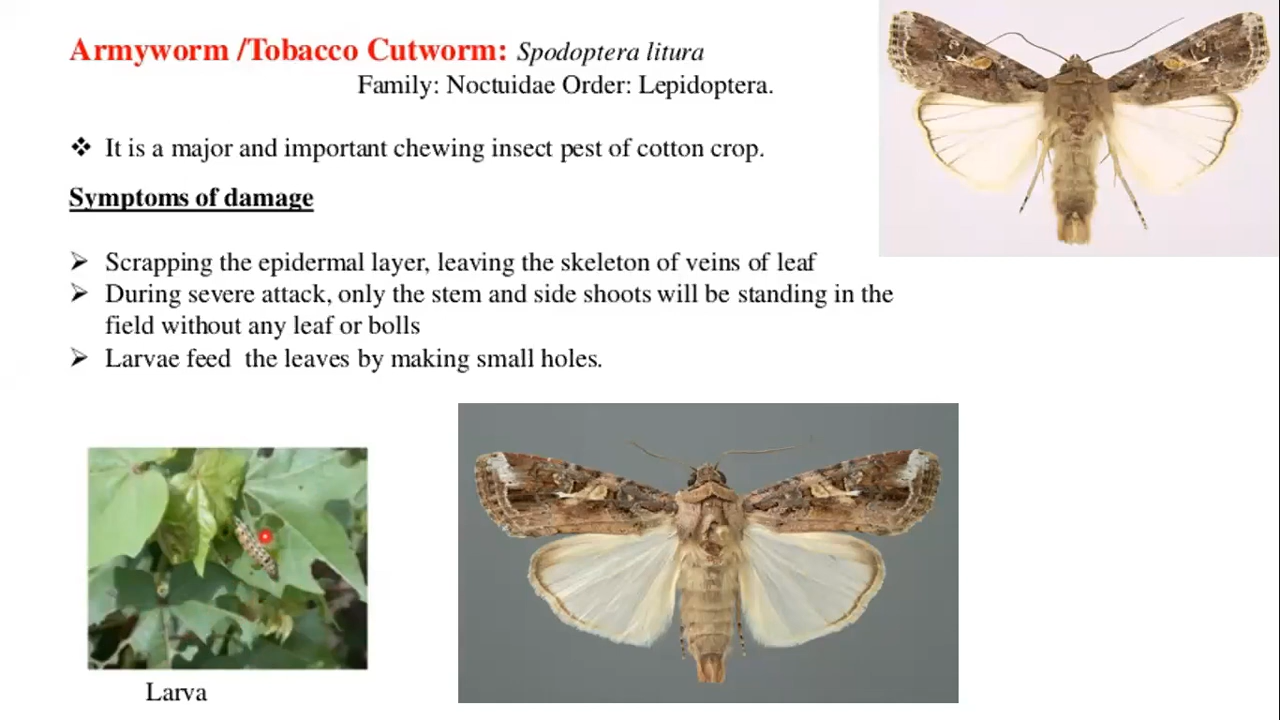 Armyworm /Tobacco Cutworm: Spodoptera litura
Family: Noctuidae Order: Lepidoptera.
❖ It is a major and important chewing insect pest of cotton crop.
Symptoms of damage
➢ Scrapping the epidermal layer, leaving the skeleton of veins of leaf
➢ During severe attack, only the stem and side shoots will be standing in the
field without any leaf or bolls
➢ Larvae feed  the leaves by making small holes.
Larva